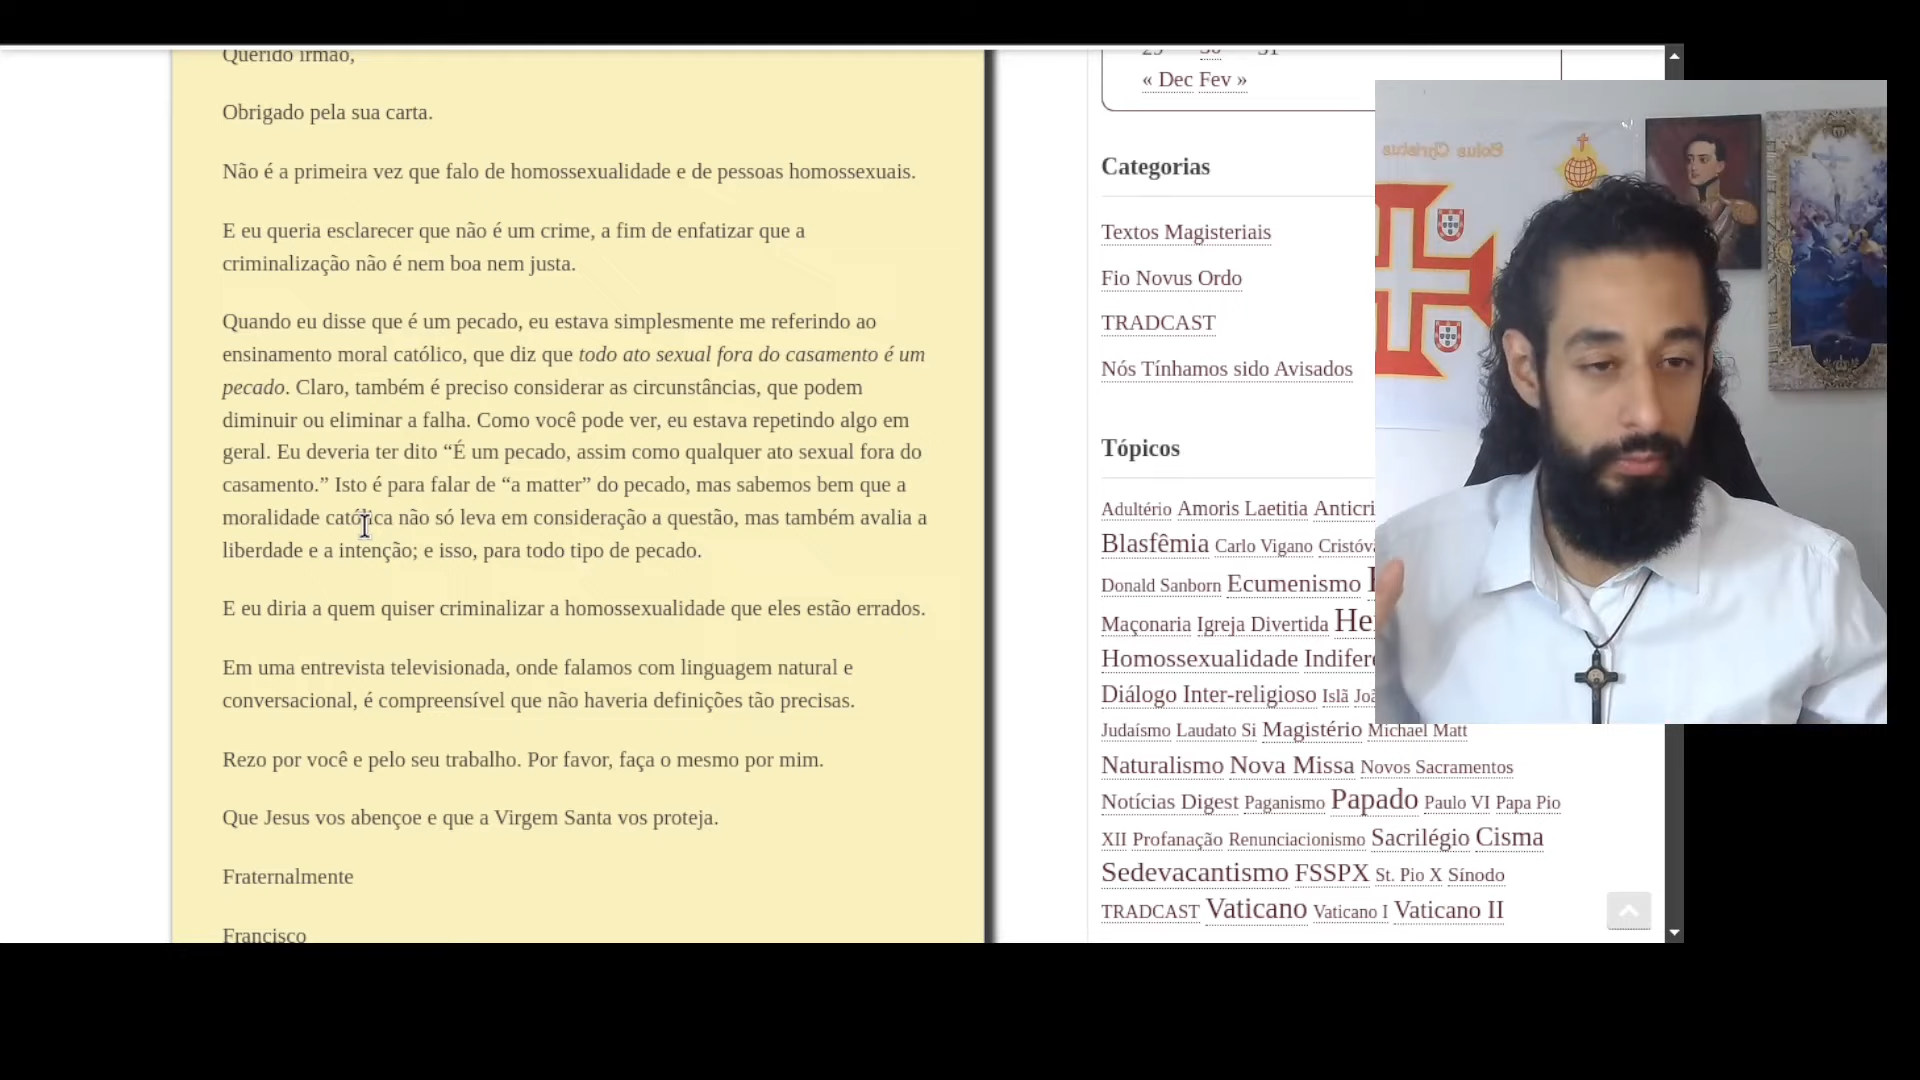 Querido irmão,
Obrigado pela sua carta.
Não é a primeira vez que falo de homossexualidade e de pessoas homossexuais.
E eu queria esclarecer que não é um crime, a fim de enfatizar que a
criminalização não é nem boa nem justa.
Quando eu disse que é um pecado, eu estava simplesmente me referindo ao
ensinamento moral católico, que diz que todo ato sexual fora do casamento é um
pecado. Claro, também é preciso considerar as circunstâncias, que podem
diminuir ou eliminar a falha. Como você pode ver, eu estava repetindo algo em
geral. Eu deveria ter dito “É um pecado, assim como qualquer ato sexual fora do
casamento.” Isto é para falar de “a matter” do pecado, mas sabemos bem que a
moralidade católica não só leva em consideração a questão, mas também avalia a
liberdade e a intenção; e isso, para todo tipo de pecado.
E eu diria a quem quiser criminalizar a homossexualidade que eles estão errados.
Em uma entrevista televisionada, onde falamos com linguagem natural e
conversacional, é compreensível que não haveria definições tão precisas.
Rezo por você e pelo seu trabalho. Por favor, faça o mesmo por mim.
Que Jesus vos abençoe e que a Virgem Santa vos proteja.
Fraternalmente
Francisco
29 30 31
« Dec Fev »
Categorias
Textos Magisteriais
Fio Novus Ordo
TRADCAST
Nós Tínhamos sido Avisados
Tópicos
Adultério Amoris Laetitia Anticri
Blasfêmia Carlo Vigano Cristóv
Donald Sanborn Ecumenismo
Maçonaria Igreja Divertida He
Homossexualidade Indifere
Diálogo Inter-religioso Islã Joã
Judaísmo Laudato Si Magistério Michael Matt
Naturalismo Nova Missa Novos Sacramentos
Notícias Digest Paganismo Papado Paulo VI Papa Pio
XII Profanação Renunciacionismo Sacrilégio Cisma
Sedevacantismo FSSPX St. Pio X Sínodo
TRADCAST Vaticano Vaticano I Vaticano II
Solus Christus